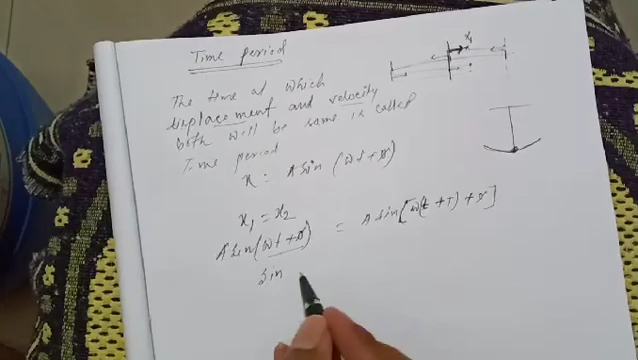 Time period
x₁
The time at which
displacement and velocity
both will be same is called
Time period
x = A sin (ωt + ø)
x₁ = x₂
A sin (ωt + ø) = A sin [ω(t + T) + ø]
sin